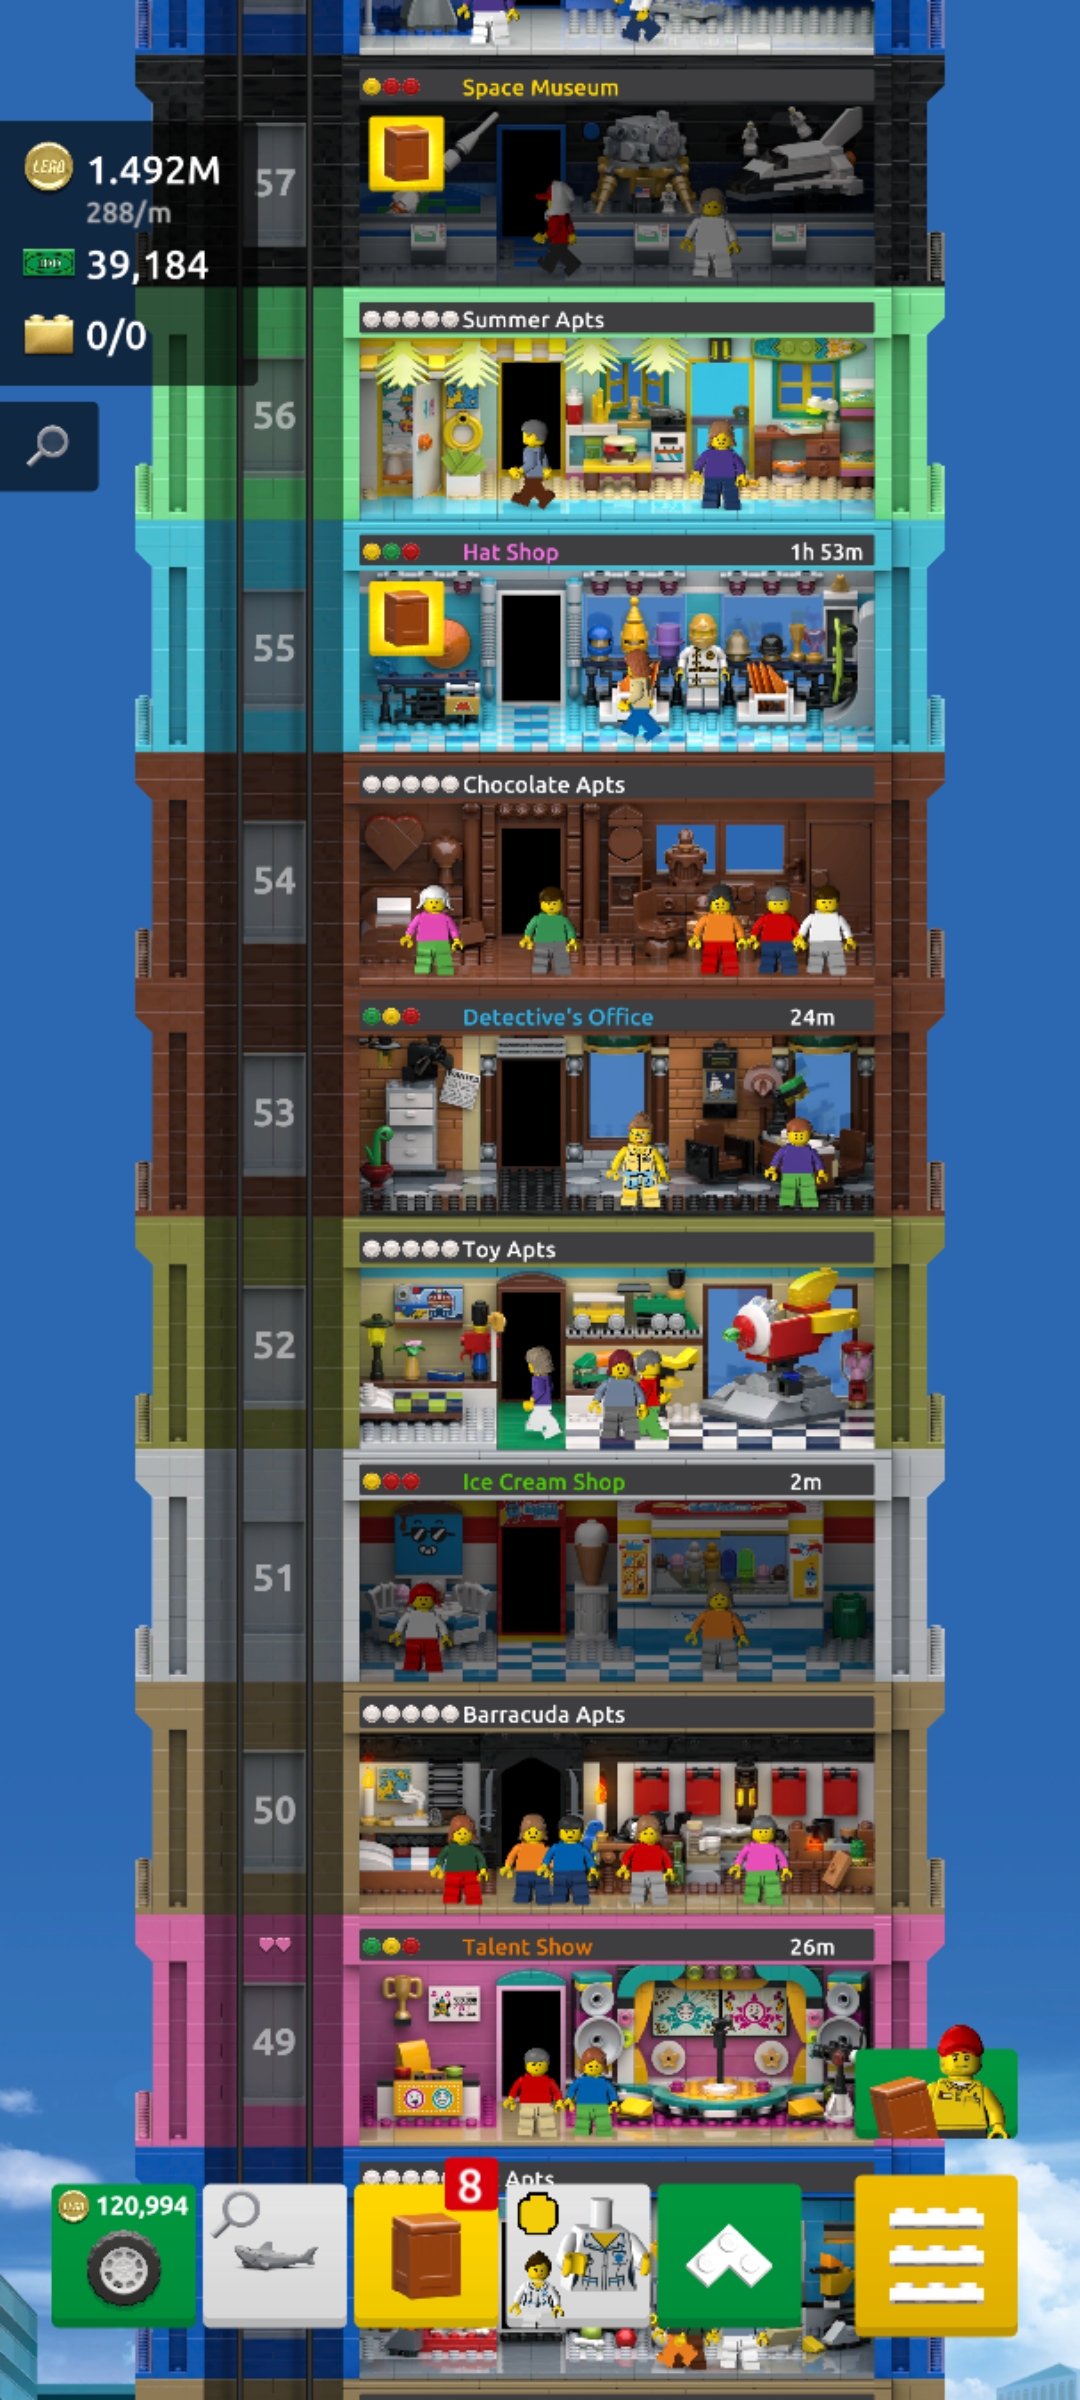 Space Museum
LEGO
1.492M
288/m
57
39,184
0/0
Summer Apts
56
Hat Shop
1h 53m
55
Chocolate Apts
54
Detective's Office
24m
53
Toy Apts
52
Ice Cream Shop
2m
51
Barracuda Apts
50
Talent Show
26m
49
Apts
8
120,994